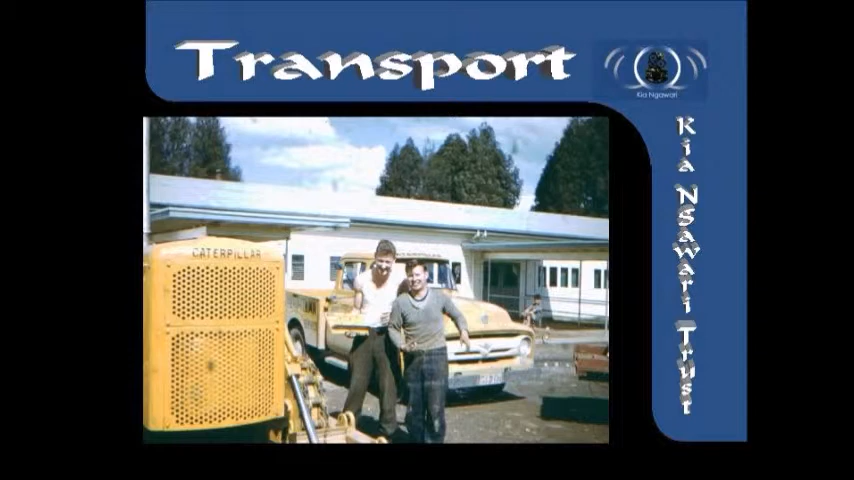 Transport
Kia Ngawari
Kia Ngawari Trust
CATERPILLAR